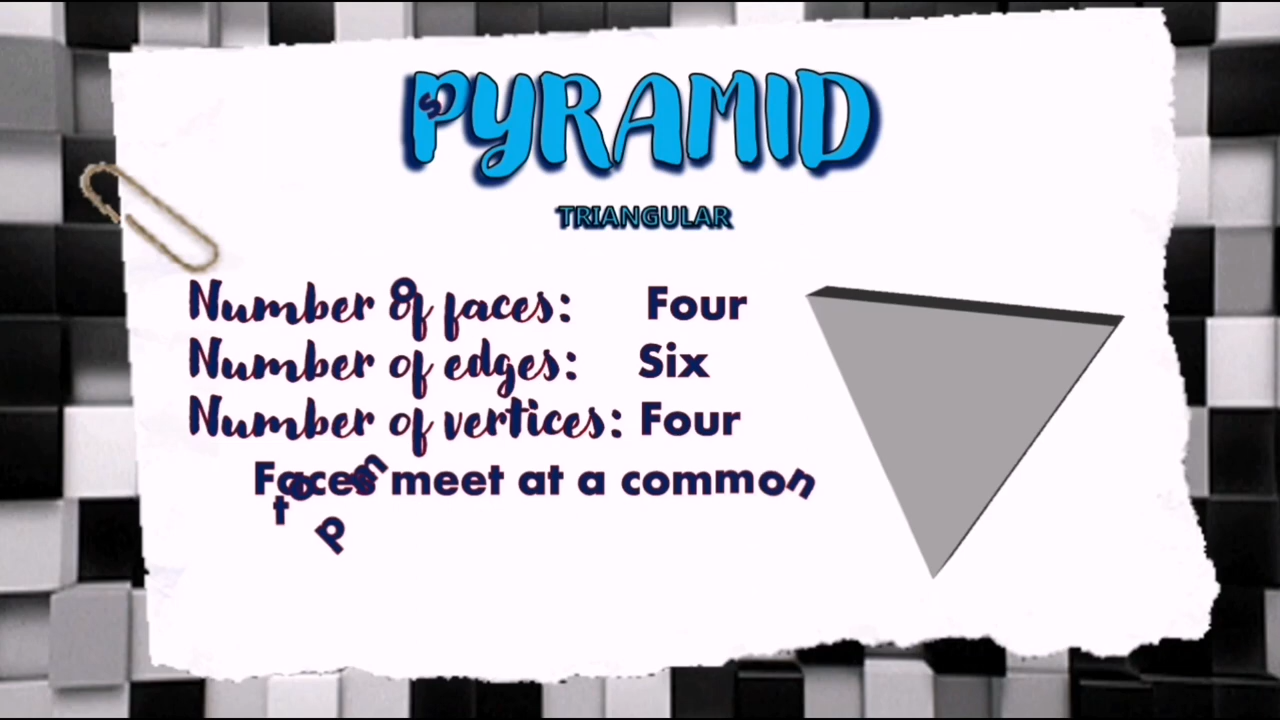 PYRAMID
TRIANGULAR
Number of faces: Four
Number of edges: Six
Number of vertices: Four
Faces meet at a common